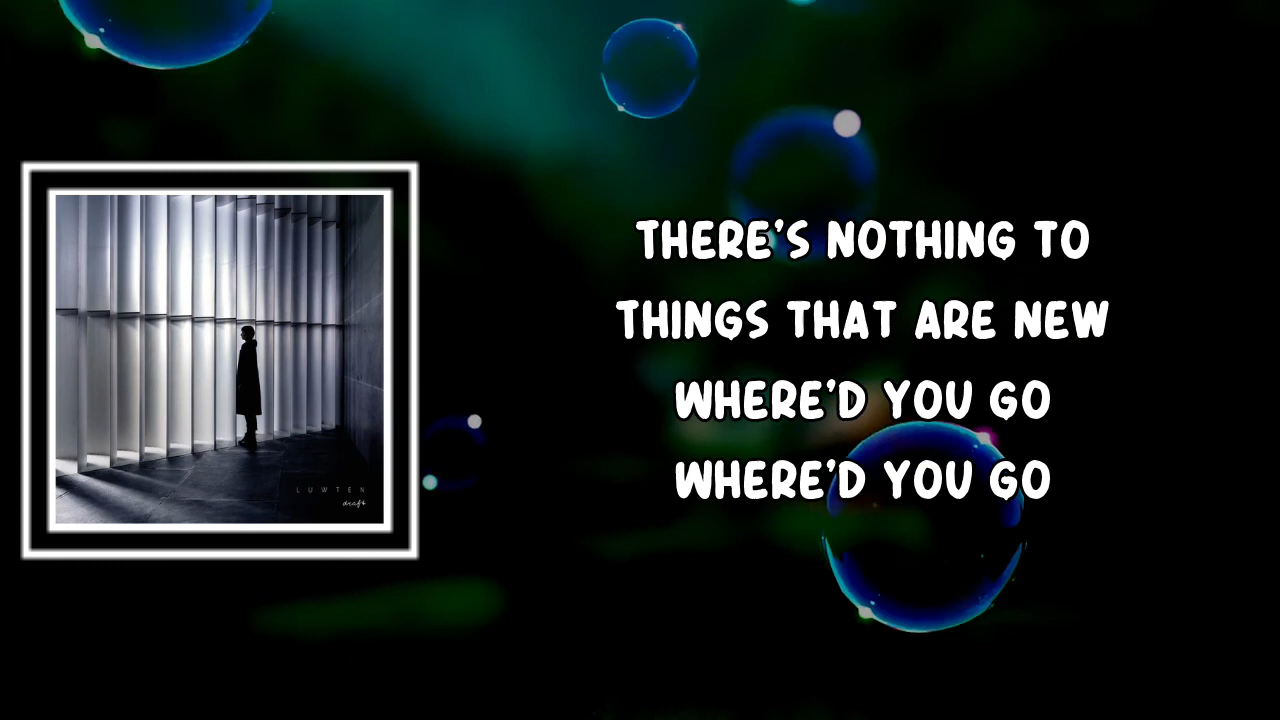 LUWTEN
draft
THERE'S NOTHING TO
THINGS THAT ARE NEW
WHERE'D YOU GO
WHERE'D YOU GO